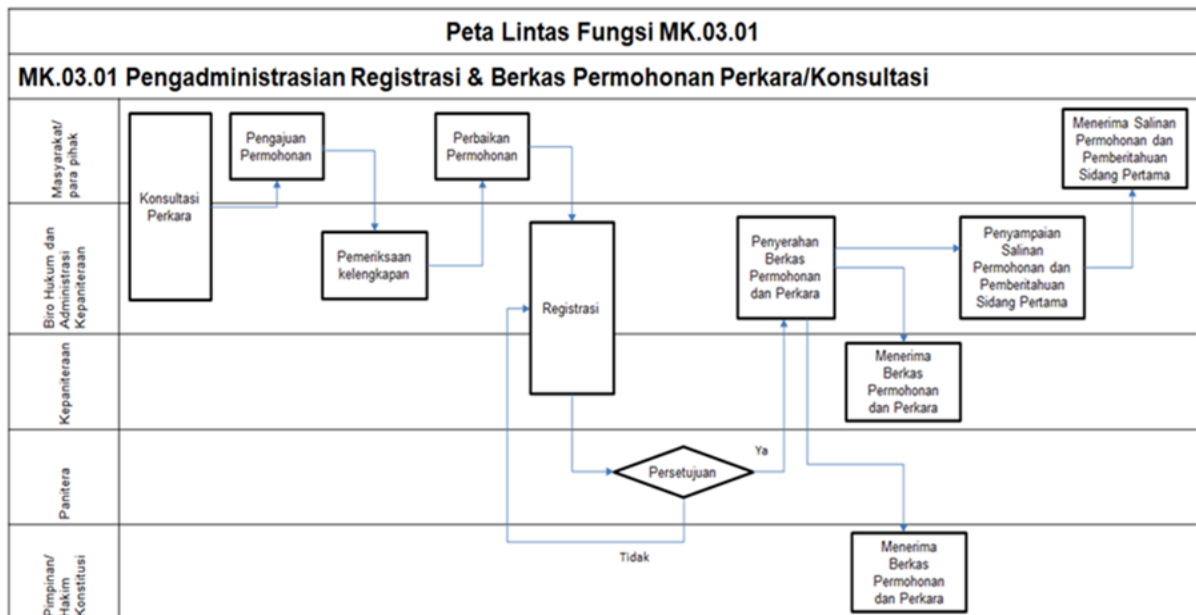 Peta Lintas Fungsi MK.03.01
MK.03.01 Pengadministrasian Registrasi & Berkas Permohonan Perkara/Konsultasi
Masyarakat/
para pihak
Konsultasi
Perkara
Pengajuan
Permohonan
Perbaikan
Permohonan
Menerima Salinan
Permohonan dan
Pemberitahuan
Sidang Pertama
Biro Hukum dan
Administrasi
Kepaniteraan
Pemeriksaan
kelengkapan
Registrasi
Penyerahan
Berkas
Permohonan
dan Perkara
Penyampaian
Salinan
Permohonan dan
Pemberitahuan
Sidang Pertama
Kepaniteraan
Menerima
Berkas
Permohonan
dan Perkara
Panitera
Persetujuan
Ya
Tidak
Pimpinan/
Hakim
Konstitusi
Menerima
Berkas
Permohonan
dan Perkara